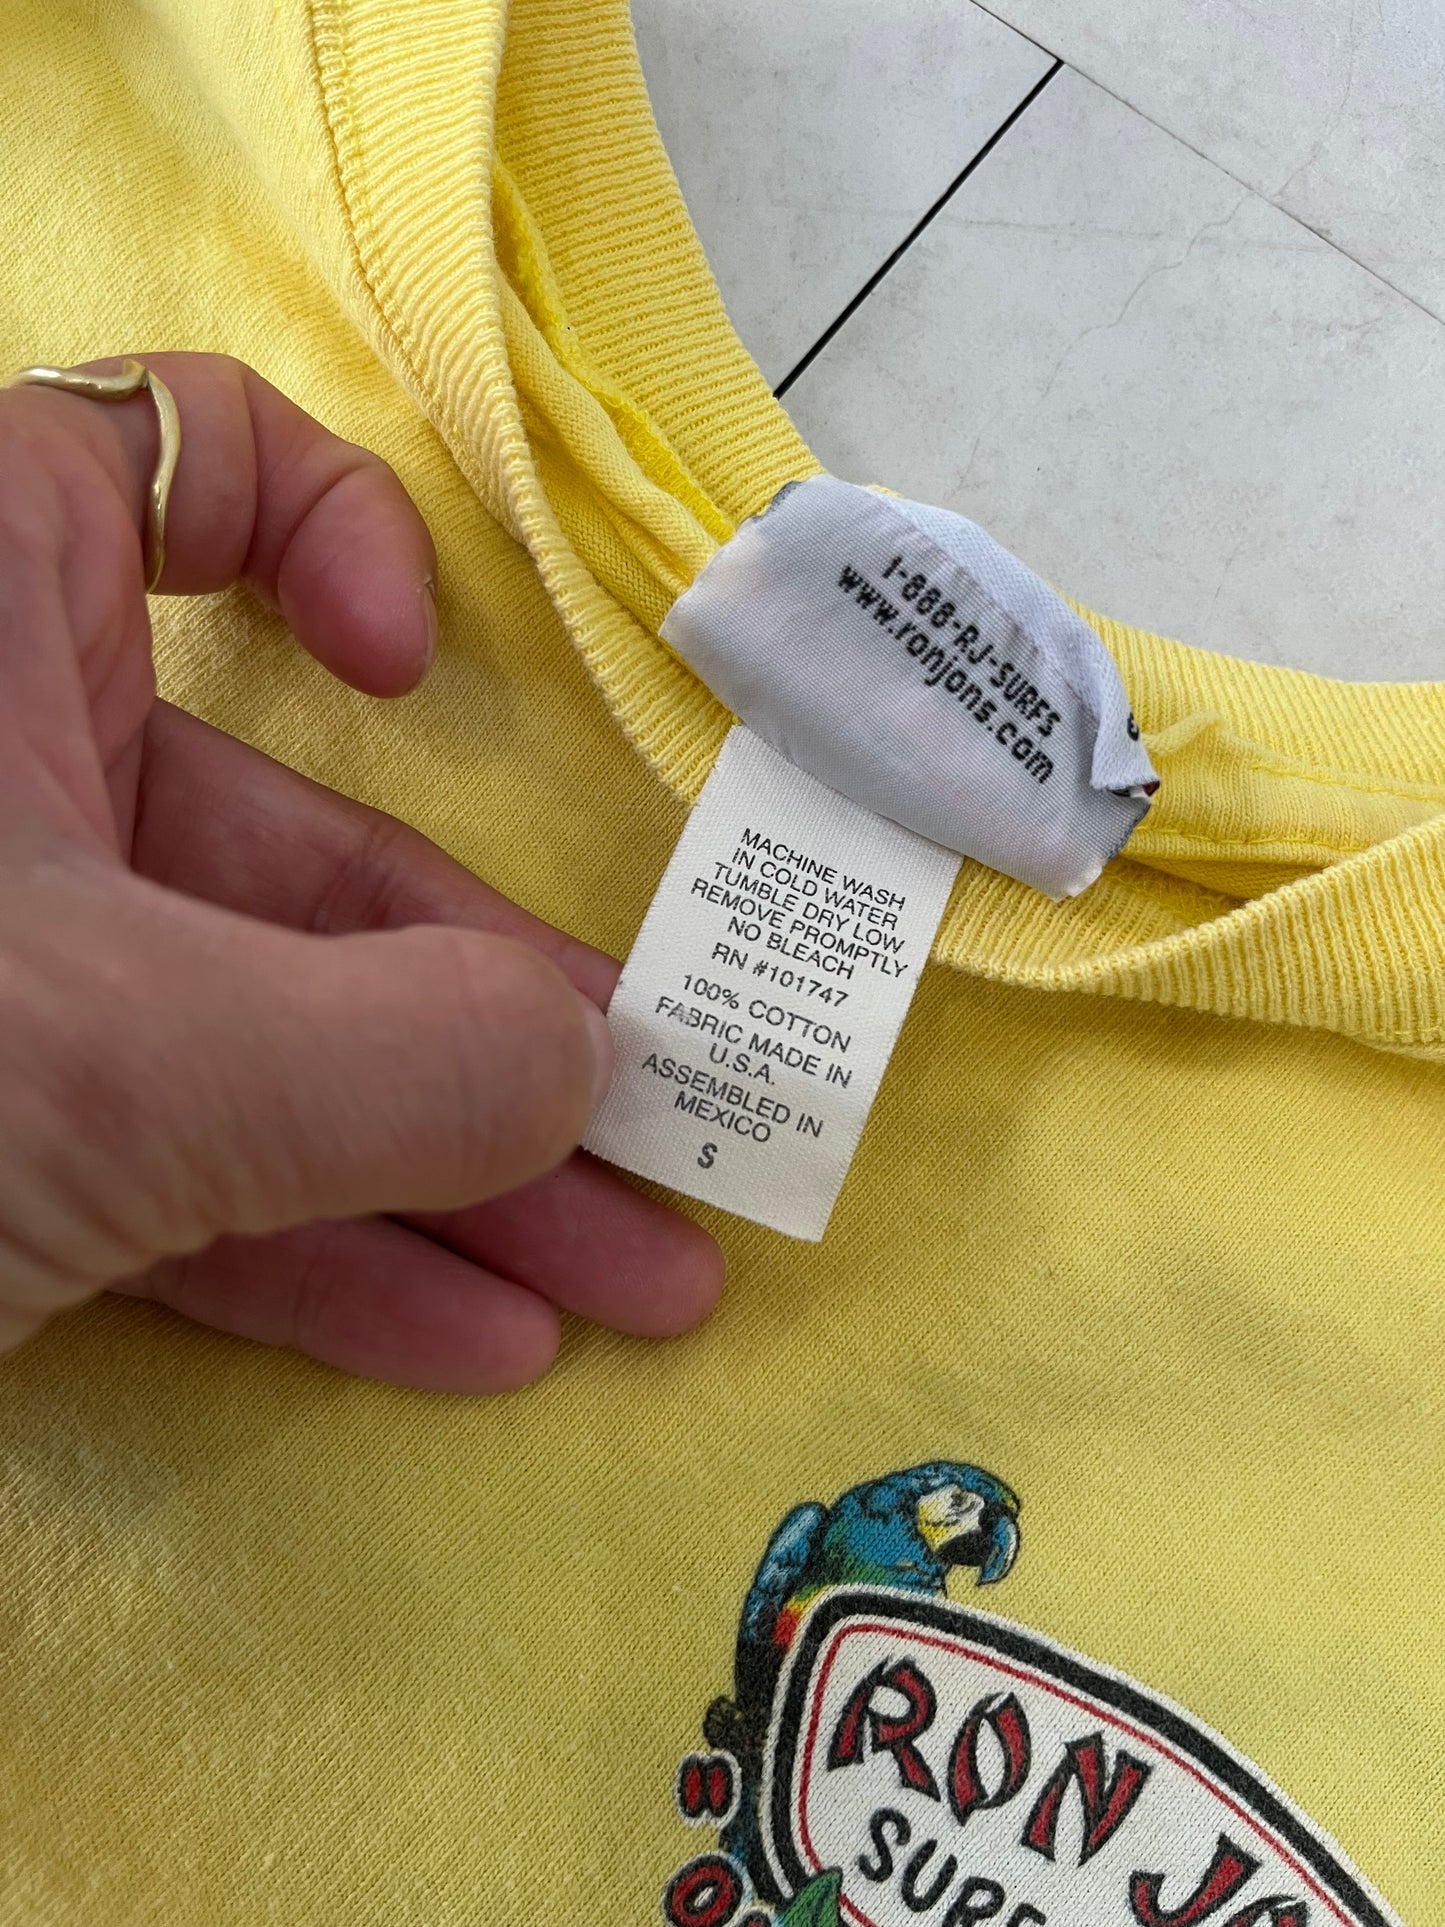 1-888-RJ-SURFS
www.ronjons.com
MACHINE WASH
IN COLD WATER
TUMBLE DRY LOW
REMOVE PROMPTLY
NO BLEACH
RN #101747
100% COTTON
FABRIC MADE IN
U.S.A.
ASSEMBLED IN
MEXICO
S
RON
SURF